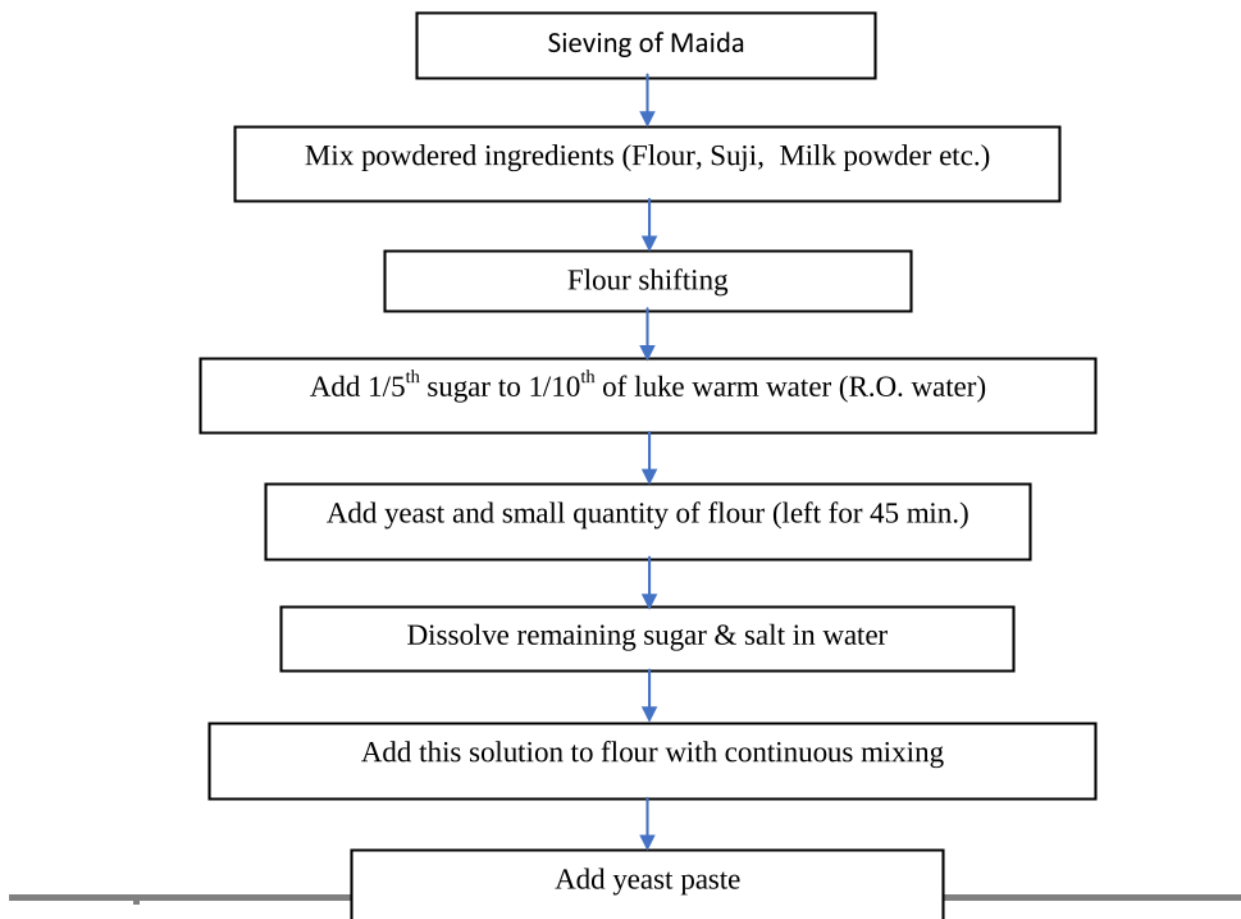 Sieving of Maida
Mix powdered ingredients (Flour, Suji, Milk powder etc.)
Flour shifting
Add 1/5th sugar to 1/10th of luke warm water (R.O. water)
Add yeast and small quantity of flour (left for 45 min.)
Dissolve remaining sugar & salt in water
Add this solution to flour with continuous mixing
Add yeast paste